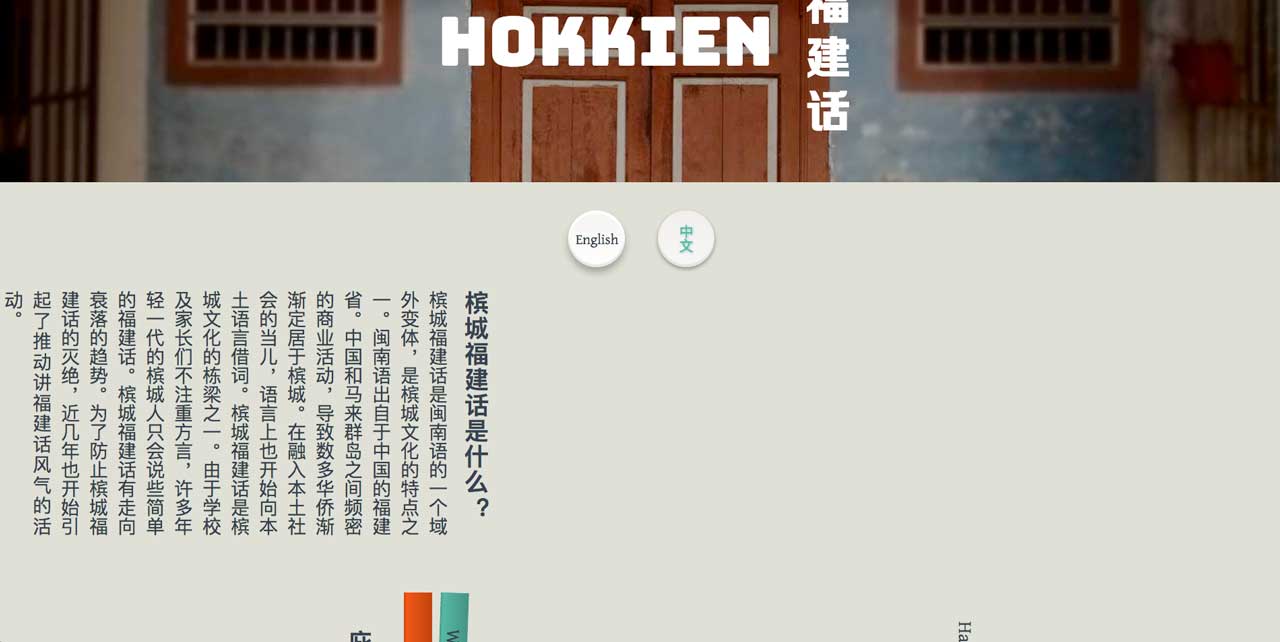 HOKKIEN
福建话
English
中文
槟城福建话是什么？
槟城福建话是闽南语的一个域
外变体，是槟城文化的特点之
一。闽南语出自于中国的福建
省。中国和马来群岛之间频密
的商业活动，导致数多华侨渐
渐定居于槟城。在融入本土社
会的当儿，语言上也开始向本
土语言借词。槟城福建话是槟
城文化的栋梁之一。由于学校
及家长们不注重方言，许多年
轻一代的槟城人只会说些简单
的福建话。槟城福建话有走向
衰落的趋势。为了防止槟城福
建话的灭绝，近几年也开始引
起了推动讲福建话风气的活
动。
Ha